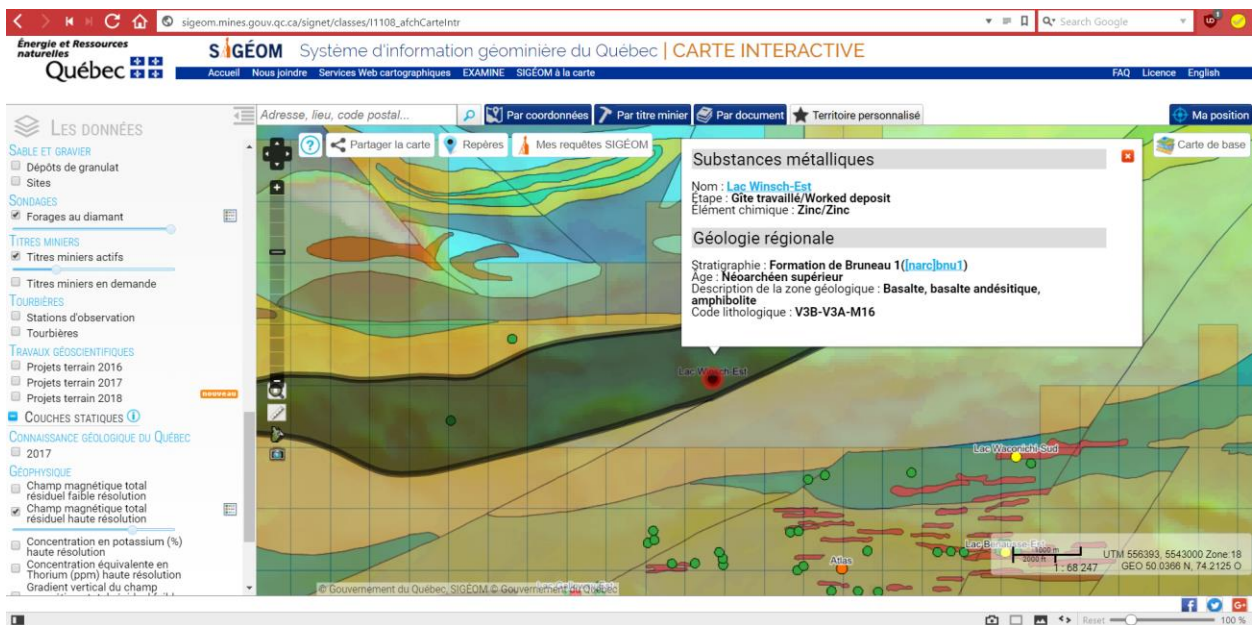 sigeom.mines.gouv.qc.ca/signet/classes/I1108_afchCarteIntr
Search Google
Énergie et Ressources
naturelles
Québec
SIGÉOM Système d'information géominière du Québec | CARTE INTERACTIVE
Accueil Nous joindre Services Web cartographiques EXAMINE SIGÉOM à la carte
FAQ Licence English
Adresse, lieu, code postal...
Par coordonnées
Par titre minier
Par document
Territoire personnalisé
Ma position
? Partager la carte
Repères
Mes requêtes SIGÉOM
Carte de base
LES DONNÉES
SABLE ET GRAVIER
Dépôts de granulat
Sites
SONDAGES
Forages au diamant
TITRES MINIERS
Titres miniers actifs
Titres miniers en demande
TOURBIÈRES
Stations d'observation
Tourbières
TRAVAUX GÉOSCIENTIFIQUES
Projets terrain 2016
Projets terrain 2017
Projets terrain 2018
nouveau
COUCHES STATIQUES
CONNAISSANCE GÉOLOGIQUE DU QUÉBEC
2017
GÉOPHYSIQUE
Champ magnétique total
résiduel faible résolution
Champ magnétique total
résiduel haute résolution
Concentration en potassium (%)
haute résolution
Concentration équivalente en
Thorium (ppm) haute résolution
Gradient vertical du champ
Substances métalliques
Nom : Lac Winsch-Est
Étape : Gîte travaillé/Worked deposit
Élément chimique : Zinc/Zinc
Géologie régionale
Stratigraphie : Formation de Bruneau 1([narc]bnu1)
Âge : Néoarchéen supérieur
Description de la zone géologique : Basalte, basalte andésitique,
amphibolite
Code lithologique : V3B-V3A-M16
Lac Winsch-Est
Lac Waconichi-Sud
Atlas
1000 m
2000 ft
1 : 68 247
UTM 556393, 5543000 Zone:18
GEO 50.0366 N, 74.2125 O
© Gouvernement du Québec, SIGÉOM © Gouvernement du Québec
Reset
100 %